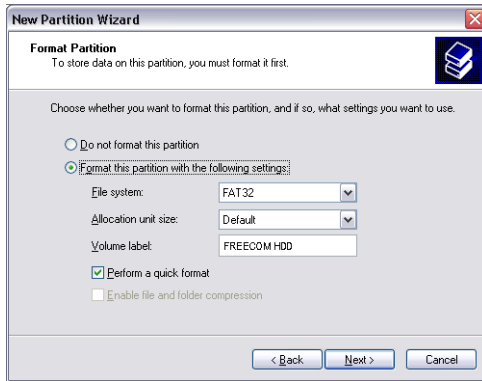 New Partition Wizard
Format Partition
To store data on this partition, you must format it first.
Choose whether you want to format this partition, and if so, what settings you want to use.
Do not format this partition
Format this partition with the following settings:
File system: FAT32
Allocation unit size: Default
Volume label: FREECOM HDD
Perform a quick format
Enable file and folder compression
< Back Next > Cancel